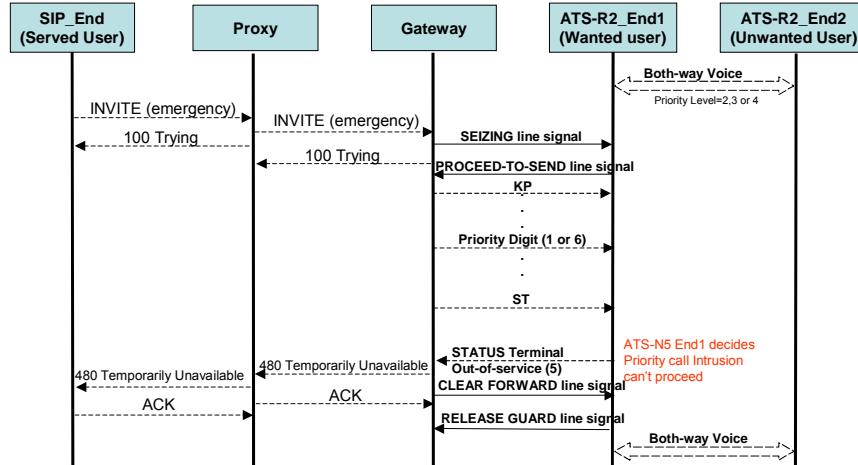 SIP_End
(Served User)
Proxy
Gateway
ATS-R2_End1
(Wanted user)
ATS-R2_End2
(Unwanted User)
Both-way Voice
Priority Level=2,3 or 4
INVITE (emergency)
INVITE (emergency)
100 Trying
SEIZING line signal
100 Trying
PROCEED-TO-SEND line signal
KP
Priority Digit (1 or 6)
ST
STATUS Terminal
Out-of-service (5)
ATS-N5 End1 decides
Priority call Intrusion
can't proceed
480 Temporarily Unavailable
480 Temporarily Unavailable
CLEAR FORWARD line signal
ACK
ACK
RELEASE GUARD line signal
Both-way Voice